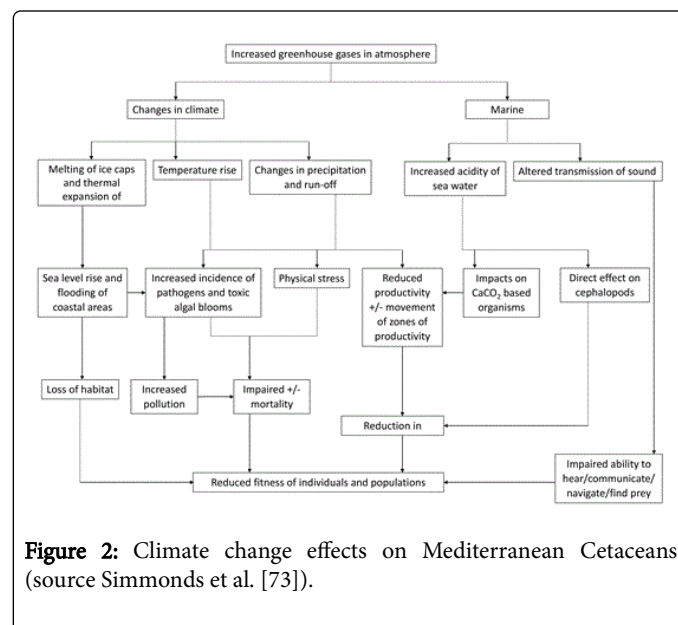 Increased greenhouse gases in atmosphere
Changes in climate
Marine
Melting of ice caps
and thermal
expansion of
Temperature rise
Changes in precipitation
and run-off
Increased acidity of
sea water
Altered transmission of sound
Sea level rise and
flooding of
coastal areas
Increased incidence of
pathogens and toxic
algal blooms
Physical stress
Reduced
productivity
+/- movement
of zones of
productivity
Impacts on
CaCO₂ based
organisms
Direct effect on
cephalopods
Loss of habitat
Increased
pollution
Impaired +/-
mortality
Reduction in
Reduced fitness of individuals and populations
Impaired ability to
hear/communicate/
navigate/find prey
Figure 2: Climate change effects on Mediterranean Cetaceans
(source Simmonds et al. [73]).